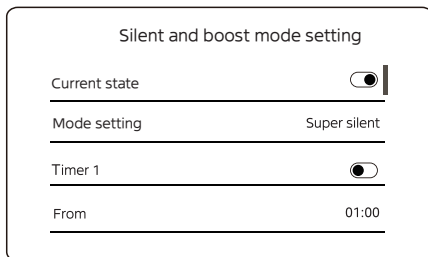 Silent and boost mode setting
Current state
Mode setting Super silent
Timer 1
From 01:00